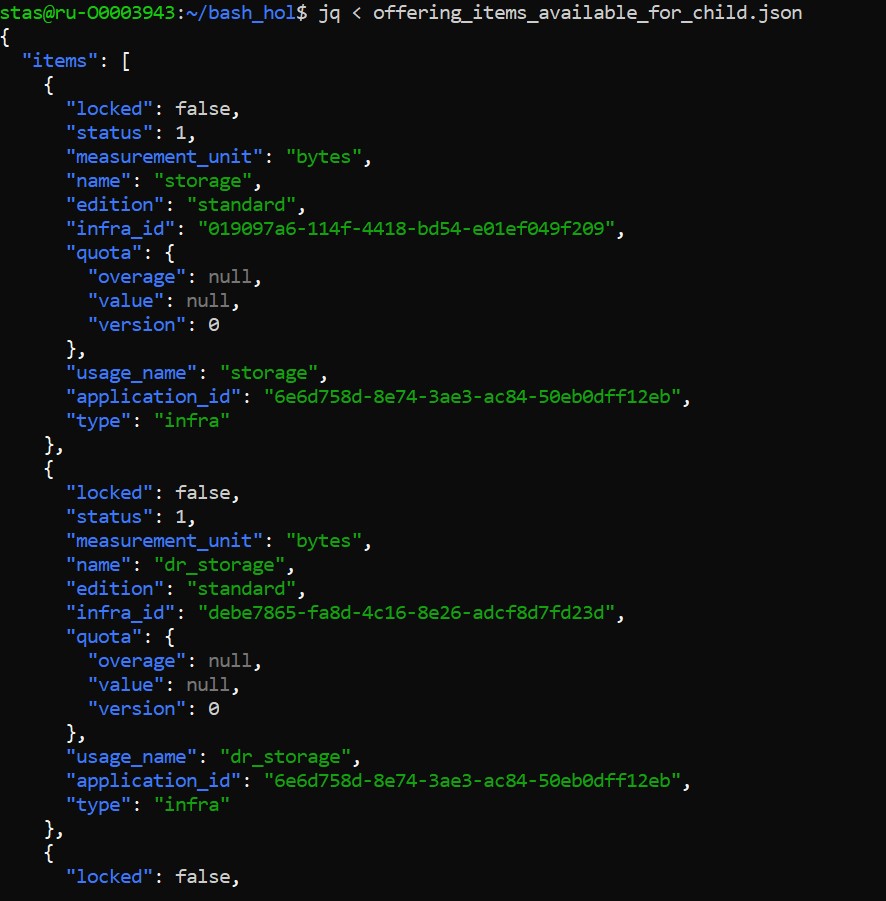 stas@ru-O0003943:~/bash_hol$ jq < offering_items_available_for_child.json
{
  "items": [
    {
      "locked": false,
      "status": 1,
      "measurement_unit": "bytes",
      "name": "storage",
      "edition": "standard",
      "infra_id": "019097a6-114f-4418-bd54-e01ef049f209",
      "quota": {
        "overage": null,
        "value": null,
        "version": 0
      },
      "usage_name": "storage",
      "application_id": "6e6d758d-8e74-3ae3-ac84-50eb0dff12eb",
      "type": "infra"
    },
    {
      "locked": false,
      "status": 1,
      "measurement_unit": "bytes",
      "name": "dr_storage",
      "edition": "standard",
      "infra_id": "debe7865-fa8d-4c16-8e26-adcf8d7fd23d",
      "quota": {
        "overage": null,
        "value": null,
        "version": 0
      },
      "usage_name": "dr_storage",
      "application_id": "6e6d758d-8e74-3ae3-ac84-50eb0dff12eb",
      "type": "infra"
    },
    {
      "locked": false,